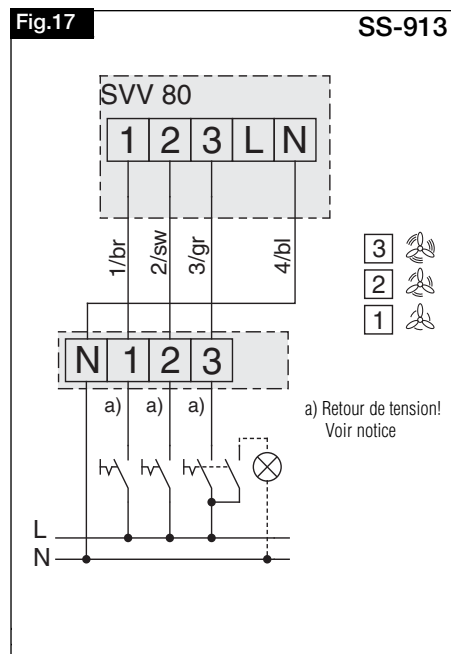 Fig.17
SS-913
SVV 80
1 2 3 L N
1/br 2/sw 3/gr 4/bl
3
2
1
N 1 2 3
a) a) a)
a) Retour de tension!
Voir notice
L
N